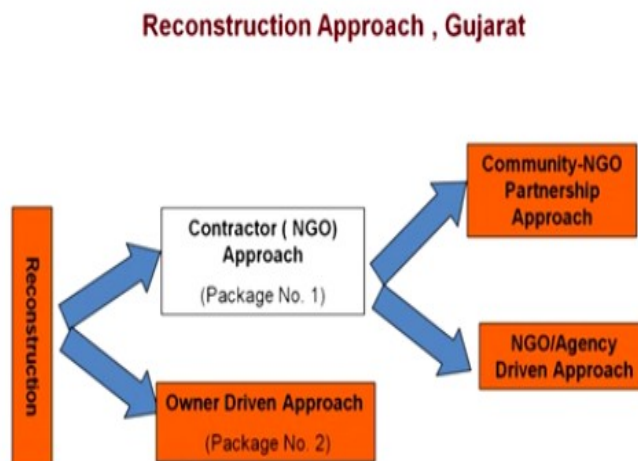 Reconstruction Approach , Gujarat
Reconstruction
Contractor ( NGO)
Approach
(Package No. 1)
Owner Driven Approach
(Package No. 2)
Community-NGO
Partnership
Approach
NGO/Agency
Driven Approach